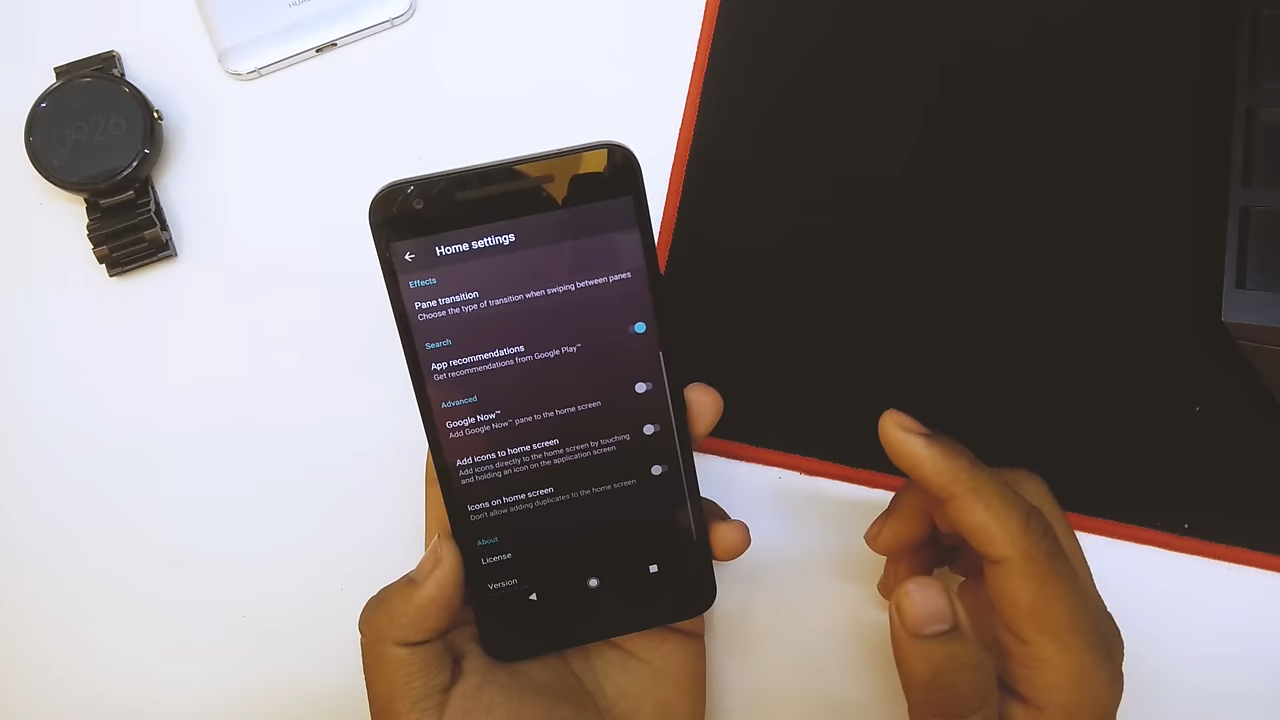 09:26
Home settings
Effects
Pane transition
Choose the type of transition when swiping between panes
Search
App recommendations
Get recommendations from Google Play™
Advanced
Google Now™
Add Google Now™ pane to the home screen
Add icons to home screen
Add icons directly to the home screen by touching
and holding an icon on the application screen
Icons on home screen
Don't allow adding duplicates to the home screen
About
License
Version